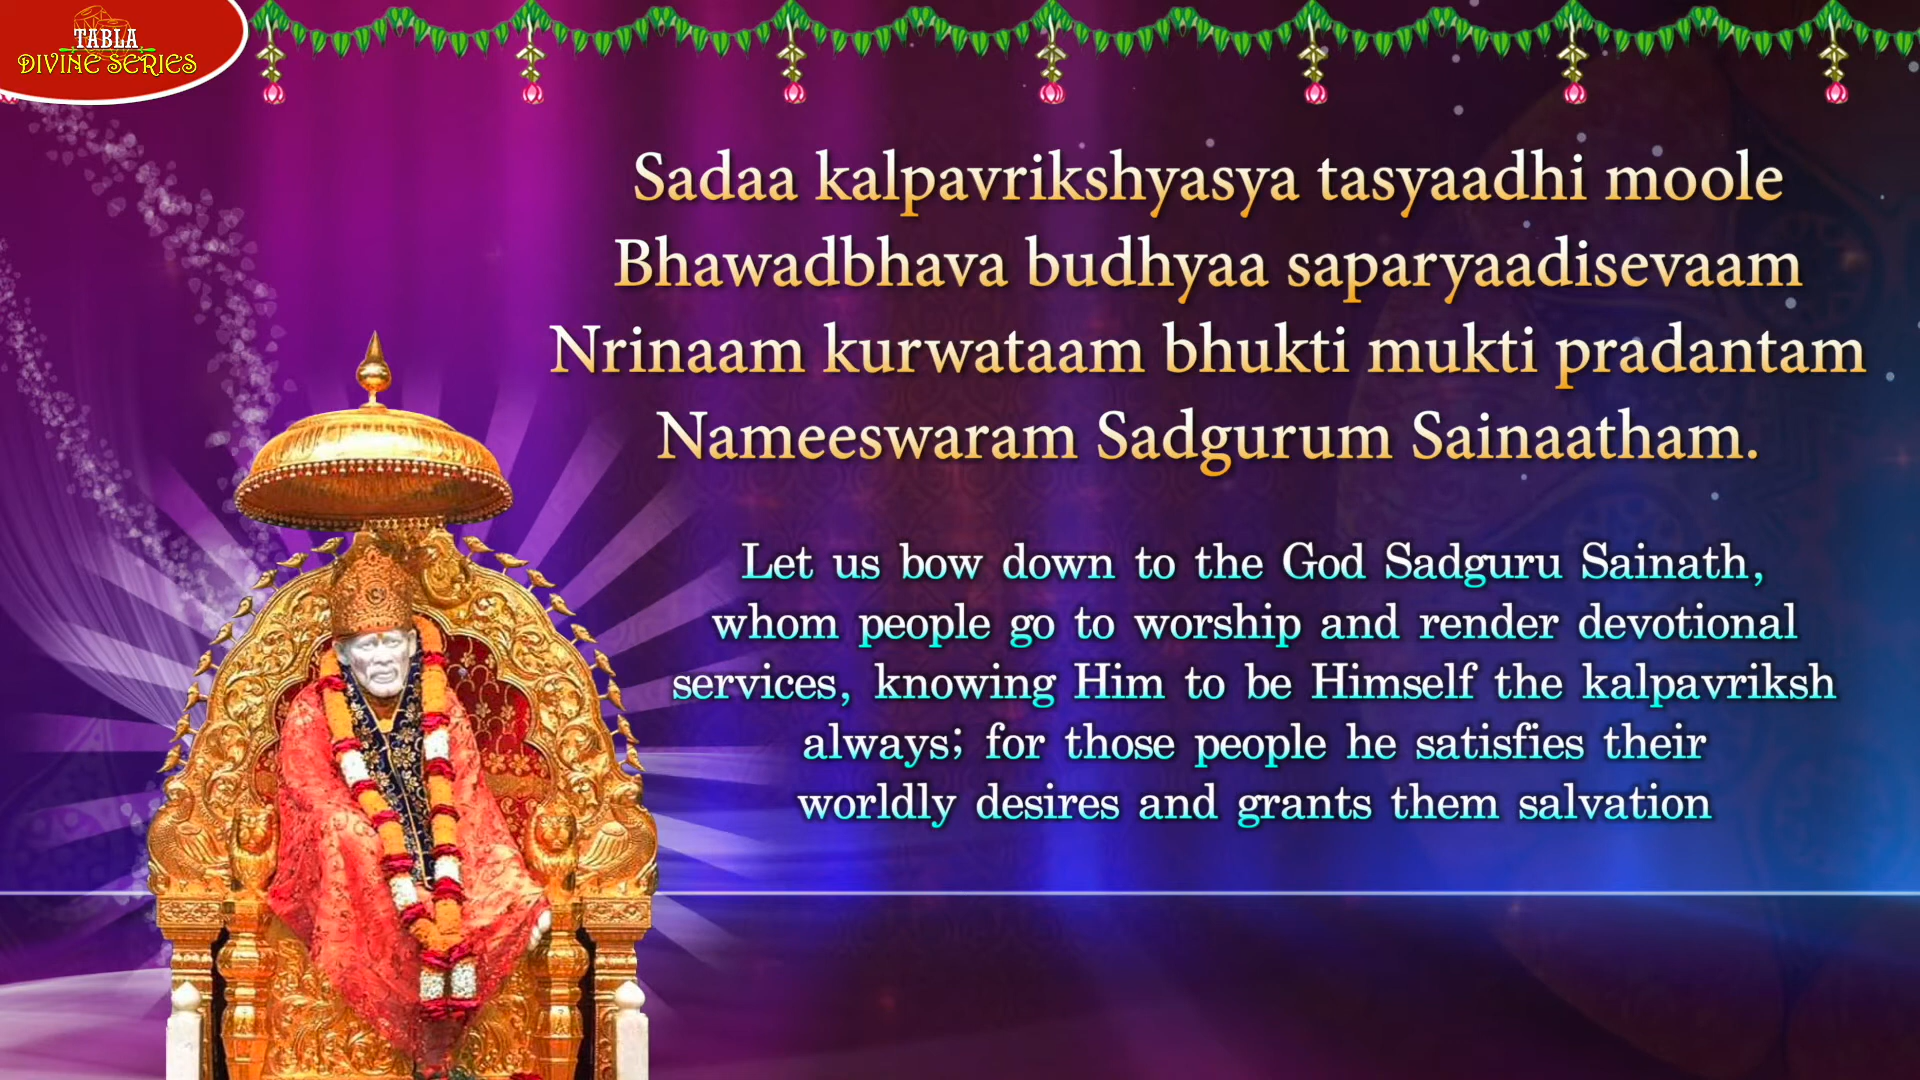 TABLA
DIVINE SERIES
Sadaa kalpavrikshyasya tasyaadhi moole
Bhawadbhava budhyaa saparyaadisevaam
Nrinaam kurwataam bhukti mukti pradantam
Nameeswaram Sadgurum Sainaatham.
Let us bow down to the God Sadguru Sainath,
whom people go to worship and render devotional
services, knowing Him to be Himself the kalpavriksh
always; for those people he satisfies their
worldly desires and grants them salvation